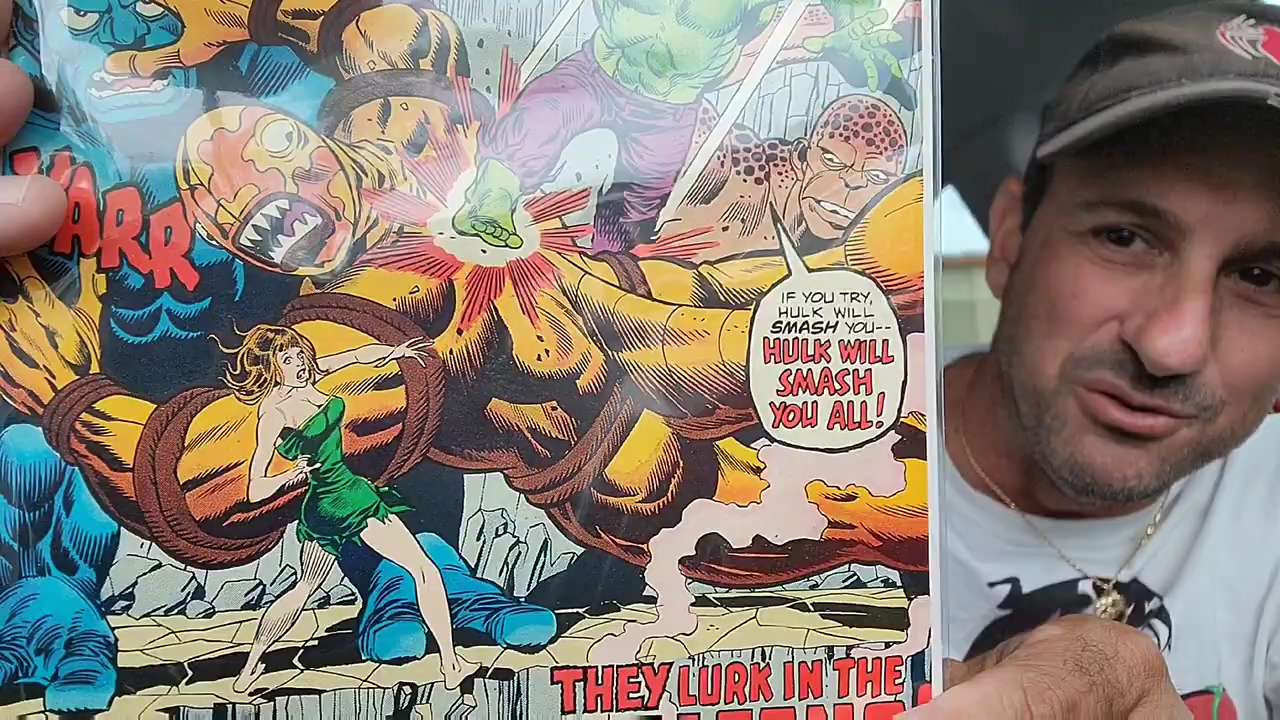 ARR
IF YOU TRY,
HULK WILL
SMASH YOU--
HULK WILL
SMASH
YOU ALL!
THEY LURK IN THE